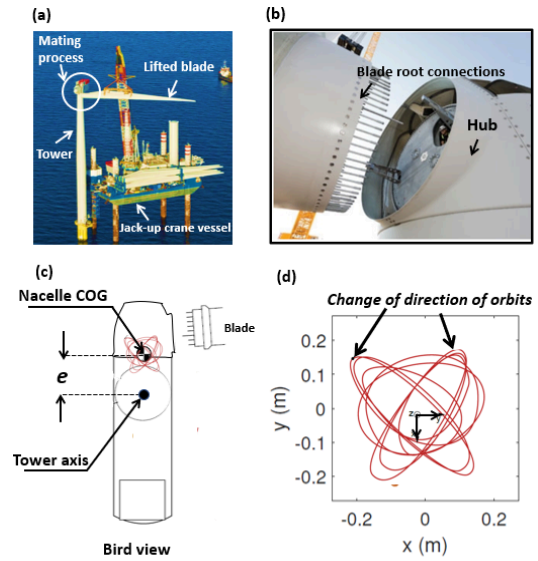 (a)
Mating
process
Lifted blade
Tower
Jack-up crane vessel
(b)
Blade root connections
Hub
(c)
Nacelle COG
Blade
e
Tower axis
Bird view
(d)
Change of direction of orbits
0.2
0.1
0
-0.1
-0.2
y (m)
z
y
-0.2
0
0.2
x (m)